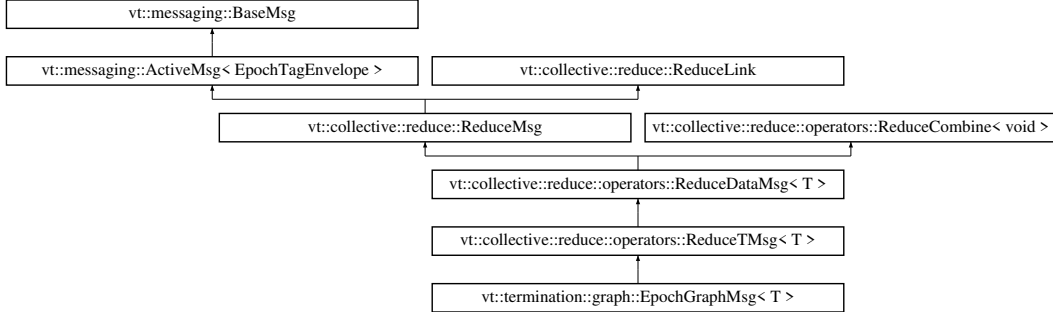 vt::messaging::BaseMsg
vt::messaging::ActiveMsg< EpochTagEnvelope >
vt::collective::reduce::ReduceLink
vt::collective::reduce::ReduceMsg
vt::collective::reduce::operators::ReduceCombine< void >
vt::collective::reduce::operators::ReduceDataMsg< T >
vt::collective::reduce::operators::ReduceTMsg< T >
vt::termination::graph::EpochGraphMsg< T >